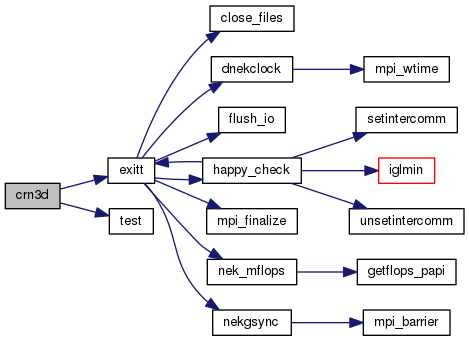 close_files
dnekclock
mpi_wtime
flush_io
setintercomm
exitt
happy_check
iglmin
crn3d
test
mpi_finalize
unsetintercomm
nek_mflops
getflops_papi
nekgsync
mpi_barrier